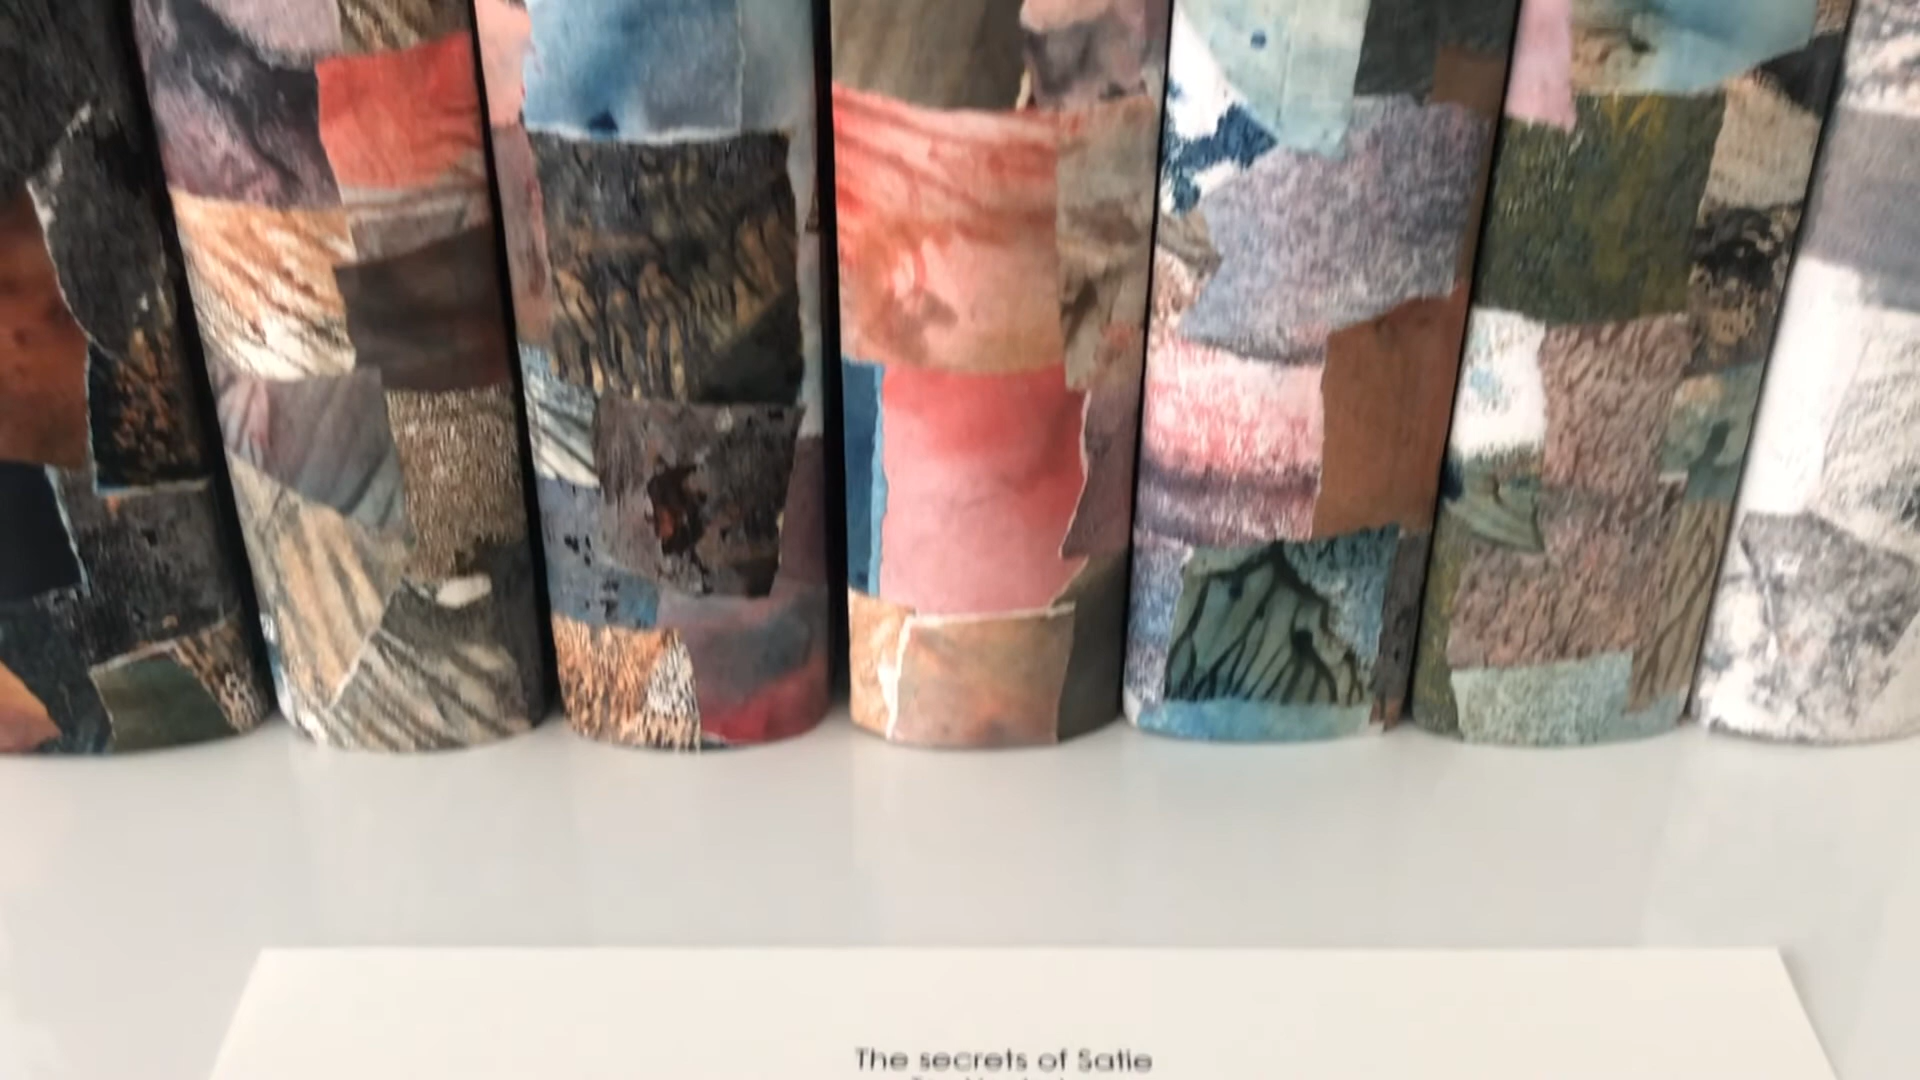 The secrets of Satie